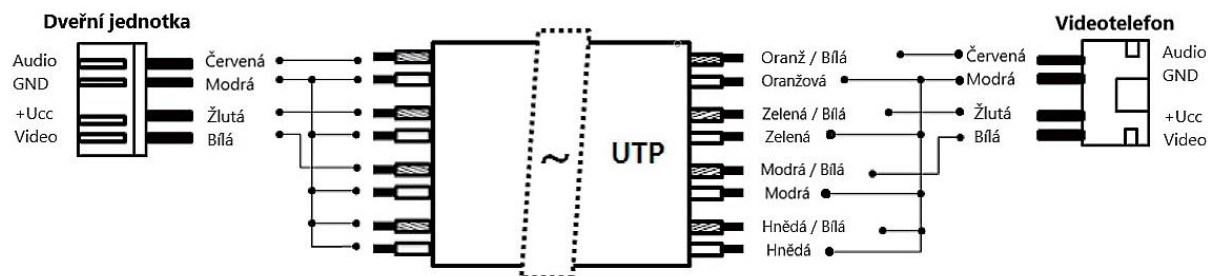 Dveřní jednotka
Videotelefon
Audio Červená
GND Modrá
+Ucc Žlutá
Video Bílá
~
UTP
Oranž / Bílá
Oranžová
Zelená / Bílá
Zelená
Modrá / Bílá
Modrá
Hnědá / Bílá
Hnědá
Červená Audio
Modrá GND
Žlutá +Ucc
Bílá Video